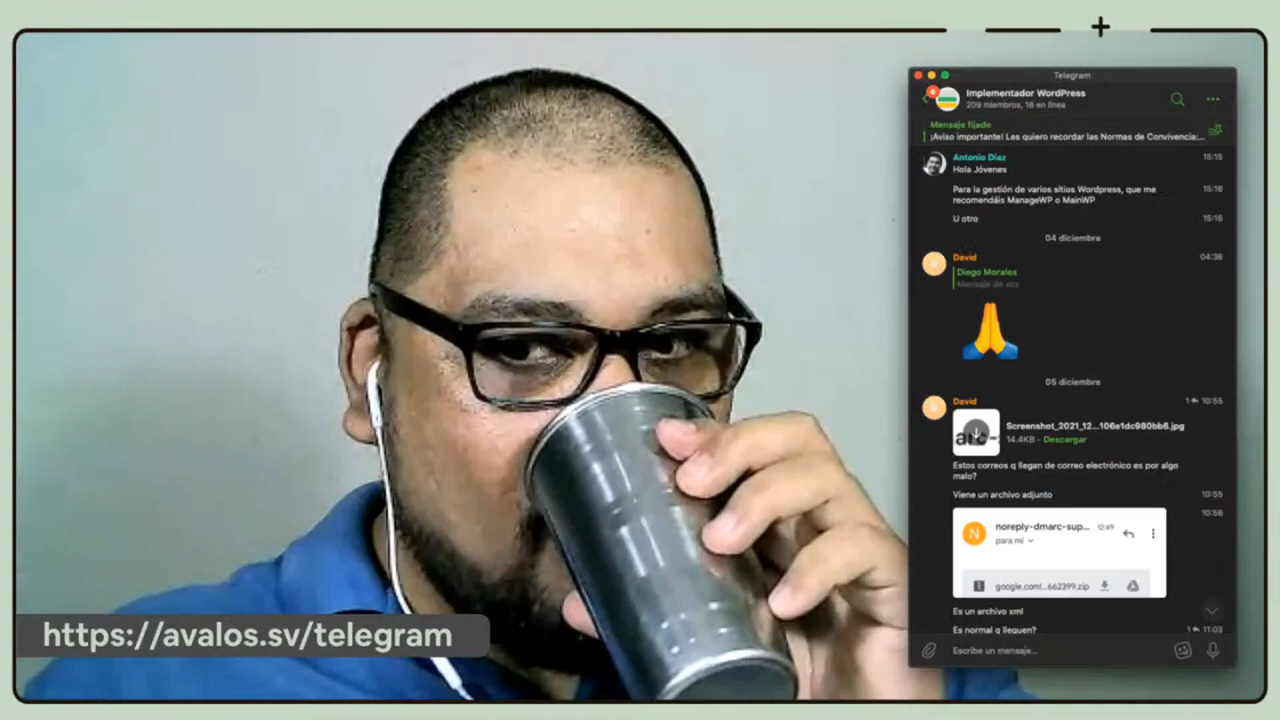 Telegram
6
Implementador WordPress
209 miembros, 16 en línea
Mensaje fijado
¡Aviso importante! Les quiero recordar las Normas de Convivencia:...
Antonio Díaz 15:15
Hola Jóvenes
Para la gestión de varios sitios Wordpress, que me 15:16
recomendáis ManageWP o MainWP
U otro 15:16
04 diciembre
David 04:36
Diego Morales
Mensaje de voz
05 diciembre
David 1 10:55
Screenshot_2021_12...106e1dc980bb6.jpg
14.4KB - Descargar
Estos correos q llegan de correo electrónico es por algo
malo?
Viene un archivo adjunto 10:55
10:56
N
noreply-dmarc-sup... 12:49
para mí
google.com!...662399.zip
Es un archivo xml
Es normal q lleguen? 1 11:03
Escribe un mensaje...
https://avalos.sv/telegram